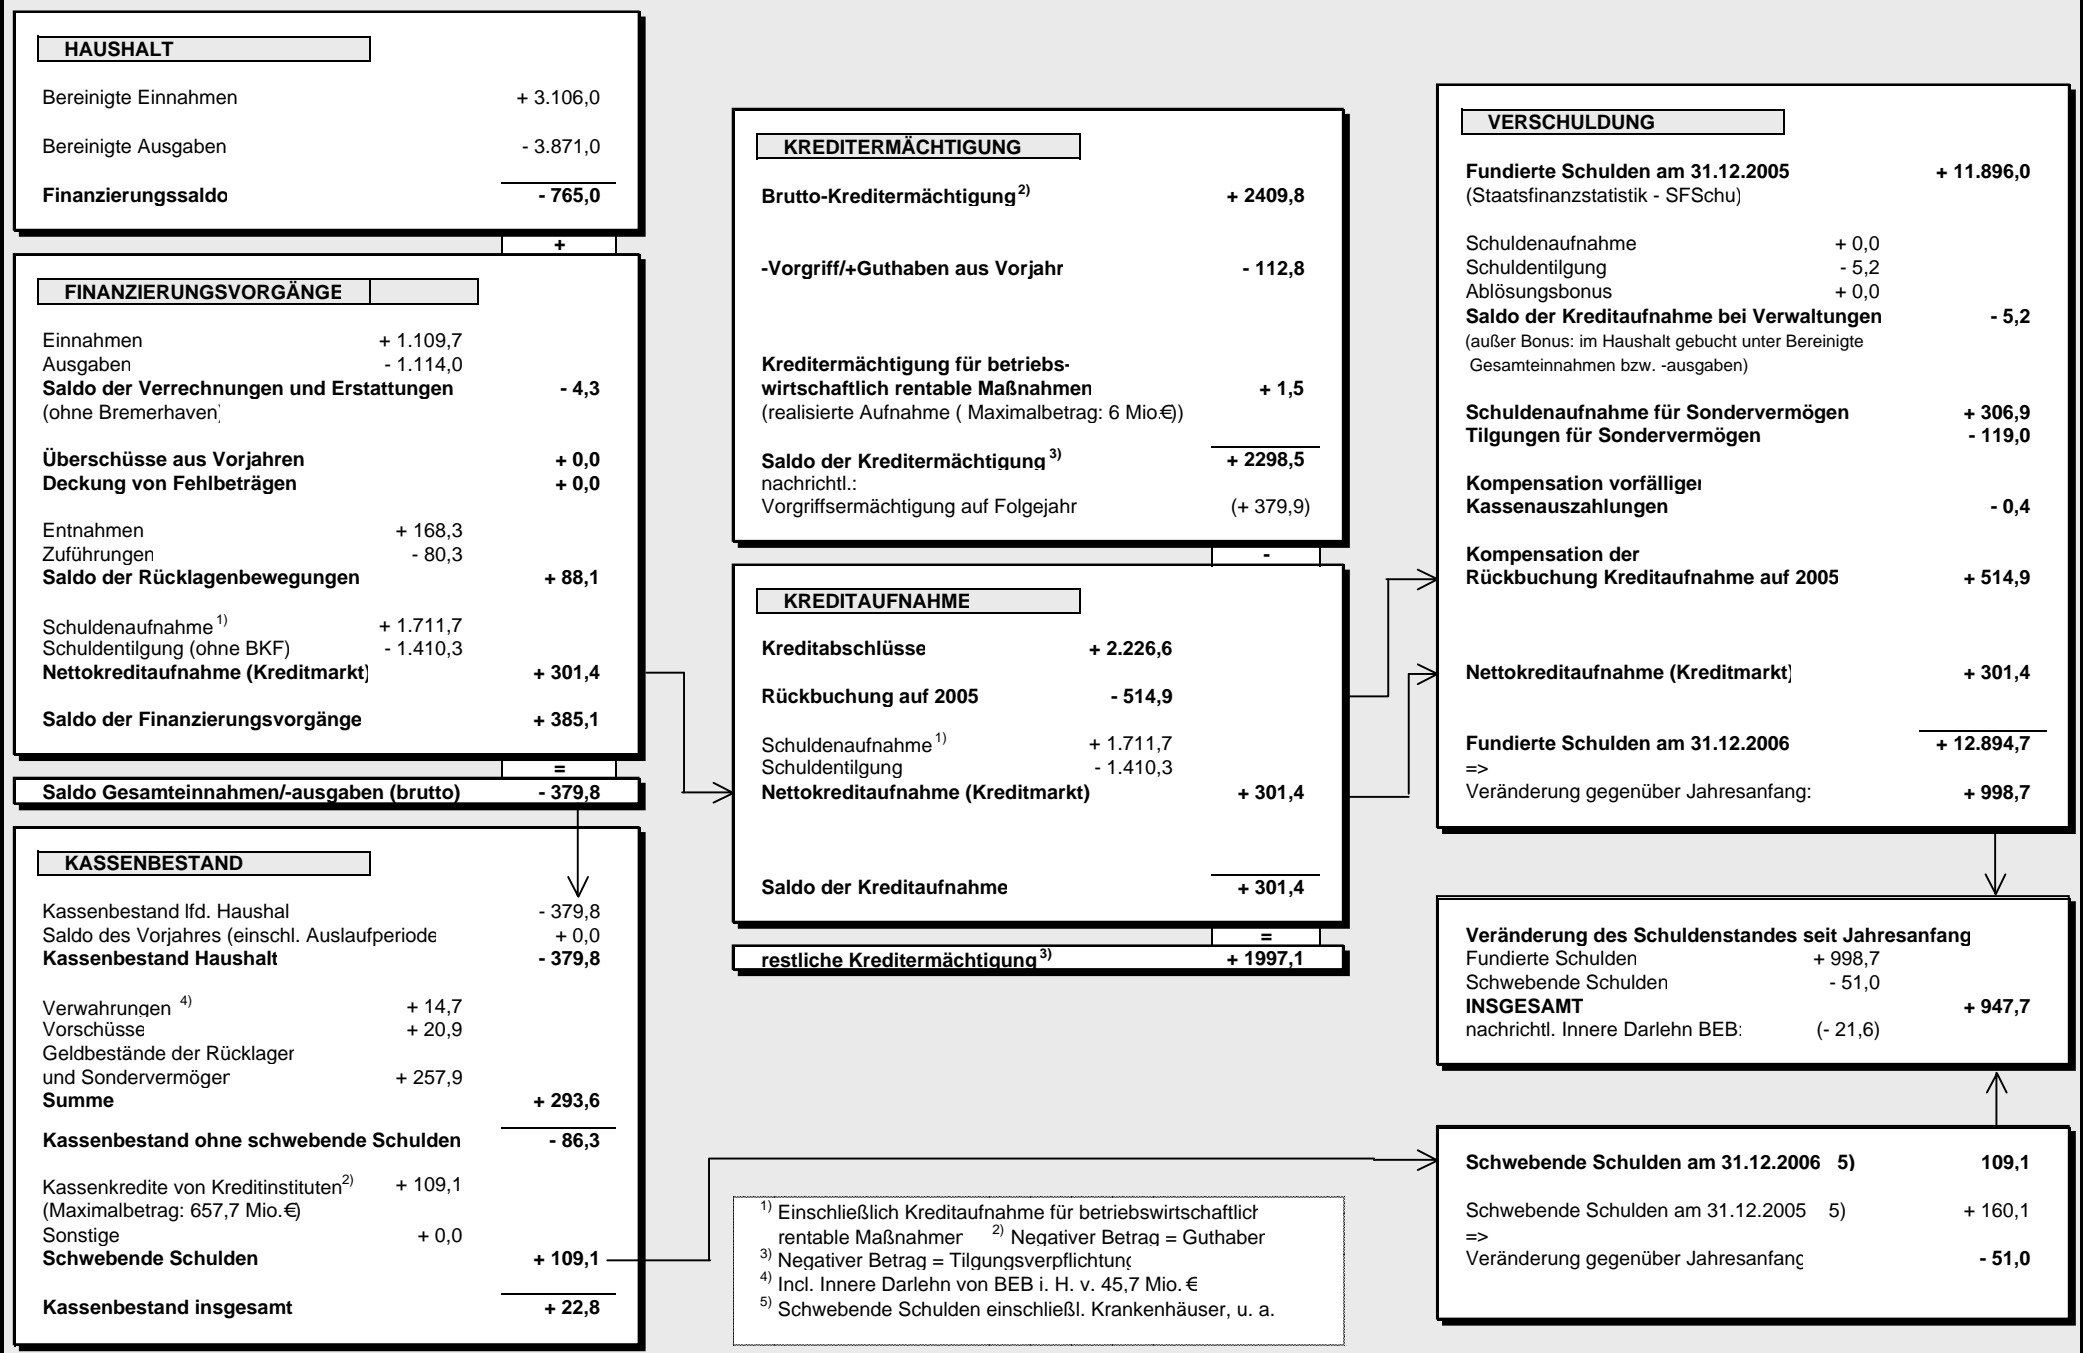 HAUSHALT
Bereinigte Einnahmen + 3.106,0
Bereinigte Ausgaben - 3.871,0
Finanzierungssaldo - 765,0
+
FINANZIERUNGSVORGÄNGE
Einnahmen + 1.109,7
Ausgaben - 1.114,0
Saldo der Verrechnungen und Erstattungen - 4,3
(ohne Bremerhaven)
Überschüsse aus Vorjahren + 0,0
Deckung von Fehlbeträgen + 0,0
Entnahmen + 168,3
Zuführungen - 80,3
Saldo der Rücklagenbewegungen + 88,1
Schuldenaufnahme 1) + 1.711,7
Schuldentilgung (ohne BKF) - 1.410,3
Nettokreditaufnahme (Kreditmarkt) + 301,4
Saldo der Finanzierungsvorgänge + 385,1
=
Saldo Gesamteinnahmen/-ausgaben (brutto) - 379,8
KASSENBESTAND
Kassenbestand lfd. Haushal - 379,8
Saldo des Vorjahres (einschl. Auslaufperiode + 0,0
Kassenbestand Haushalt - 379,8
Verwahrungen 4) + 14,7
Vorschüsse + 20,9
Geldbestände der Rücklager
und Sondervermöger + 257,9
Summe + 293,6
Kassenbestand ohne schwebende Schulden - 86,3
Kassenkredite von Kreditinstituten 2) + 109,1
(Maximalbetrag: 657,7 Mio.€)
Sonstige + 0,0
Schwebende Schulden + 109,1
Kassenbestand insgesamt + 22,8
KREDITERMÄCHTIGUNG
Brutto-Kreditermächtigung 2) + 2409,8
-Vorgriff/+Guthaben aus Vorjahr - 112,8
Kreditermächtigung für betriebs-
wirtschaftlich rentable Maßnahmen + 1,5
(realisierte Aufnahme ( Maximalbetrag: 6 Mio.€))
Saldo der Kreditermächtigung 3) + 2298,5
nachrichtl.:
Vorgriffsermächtigung auf Folgejahr (+ 379,9)
-
KREDITAUFNAHME
Kreditabschlüsse + 2.226,6
Rückbuchung auf 2005 - 514,9
Schuldenaufnahme 1) + 1.711,7
Schuldentilgung - 1.410,3
Nettokreditaufnahme (Kreditmarkt) + 301,4
Saldo der Kreditaufnahme + 301,4
=
restliche Kreditermächtigung 3) + 1997,1
1) Einschließlich Kreditaufnahme für betriebswirtschaftlich
rentable Maßnahmer 2) Negativer Betrag = Guthaber
3) Negativer Betrag = Tilgungsverpflichtung
4) Incl. Innere Darlehn von BEB i. H. v. 45,7 Mio. €
5) Schwebende Schulden einschließl. Krankenhäuser, u. a.
VERSCHULDUNG
Fundierte Schulden am 31.12.2005 + 11.896,0
(Staatsfinanzstatistik - SFSchu)
Schuldenaufnahme + 0,0
Schuldentilgung - 5,2
Ablösungsbonus + 0,0
Saldo der Kreditaufnahme bei Verwaltungen - 5,2
(außer Bonus: im Haushalt gebucht unter Bereinigte
Gesamteinnahmen bzw. -ausgaben)
Schuldenaufnahme für Sondervermögen + 306,9
Tilgungen für Sondervermögen - 119,0
Kompensation vorfälliger
Kassenauszahlungen - 0,4
Kompensation der
Rückbuchung Kreditaufnahme auf 2005 + 514,9
Nettokreditaufnahme (Kreditmarkt) + 301,4
Fundierte Schulden am 31.12.2006 + 12.894,7
=>
Veränderung gegenüber Jahresanfang: + 998,7
Veränderung des Schuldenstandes seit Jahresanfang
Fundierte Schulden + 998,7
Schwebende Schulden - 51,0
INSGESAMT + 947,7
nachrichtl. Innere Darlehn BEB: (- 21,6)
Schwebende Schulden am 31.12.2006 5) 109,1
Schwebende Schulden am 31.12.2005 5) + 160,1
=>
Veränderung gegenüber Jahresanfang - 51,0